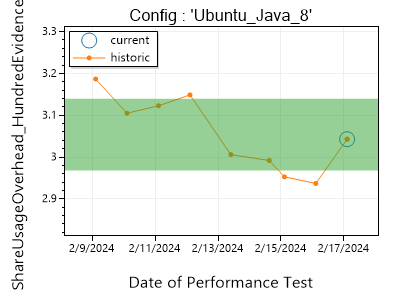 Config : 'Ubuntu_Java_8'
ShareUsageOverhead_HundredEvidence
current
historic
3.3
3.2
3.1
3
2.9
2/9/2024
2/11/2024
2/13/2024
2/15/2024
2/17/2024
Date of Performance Test